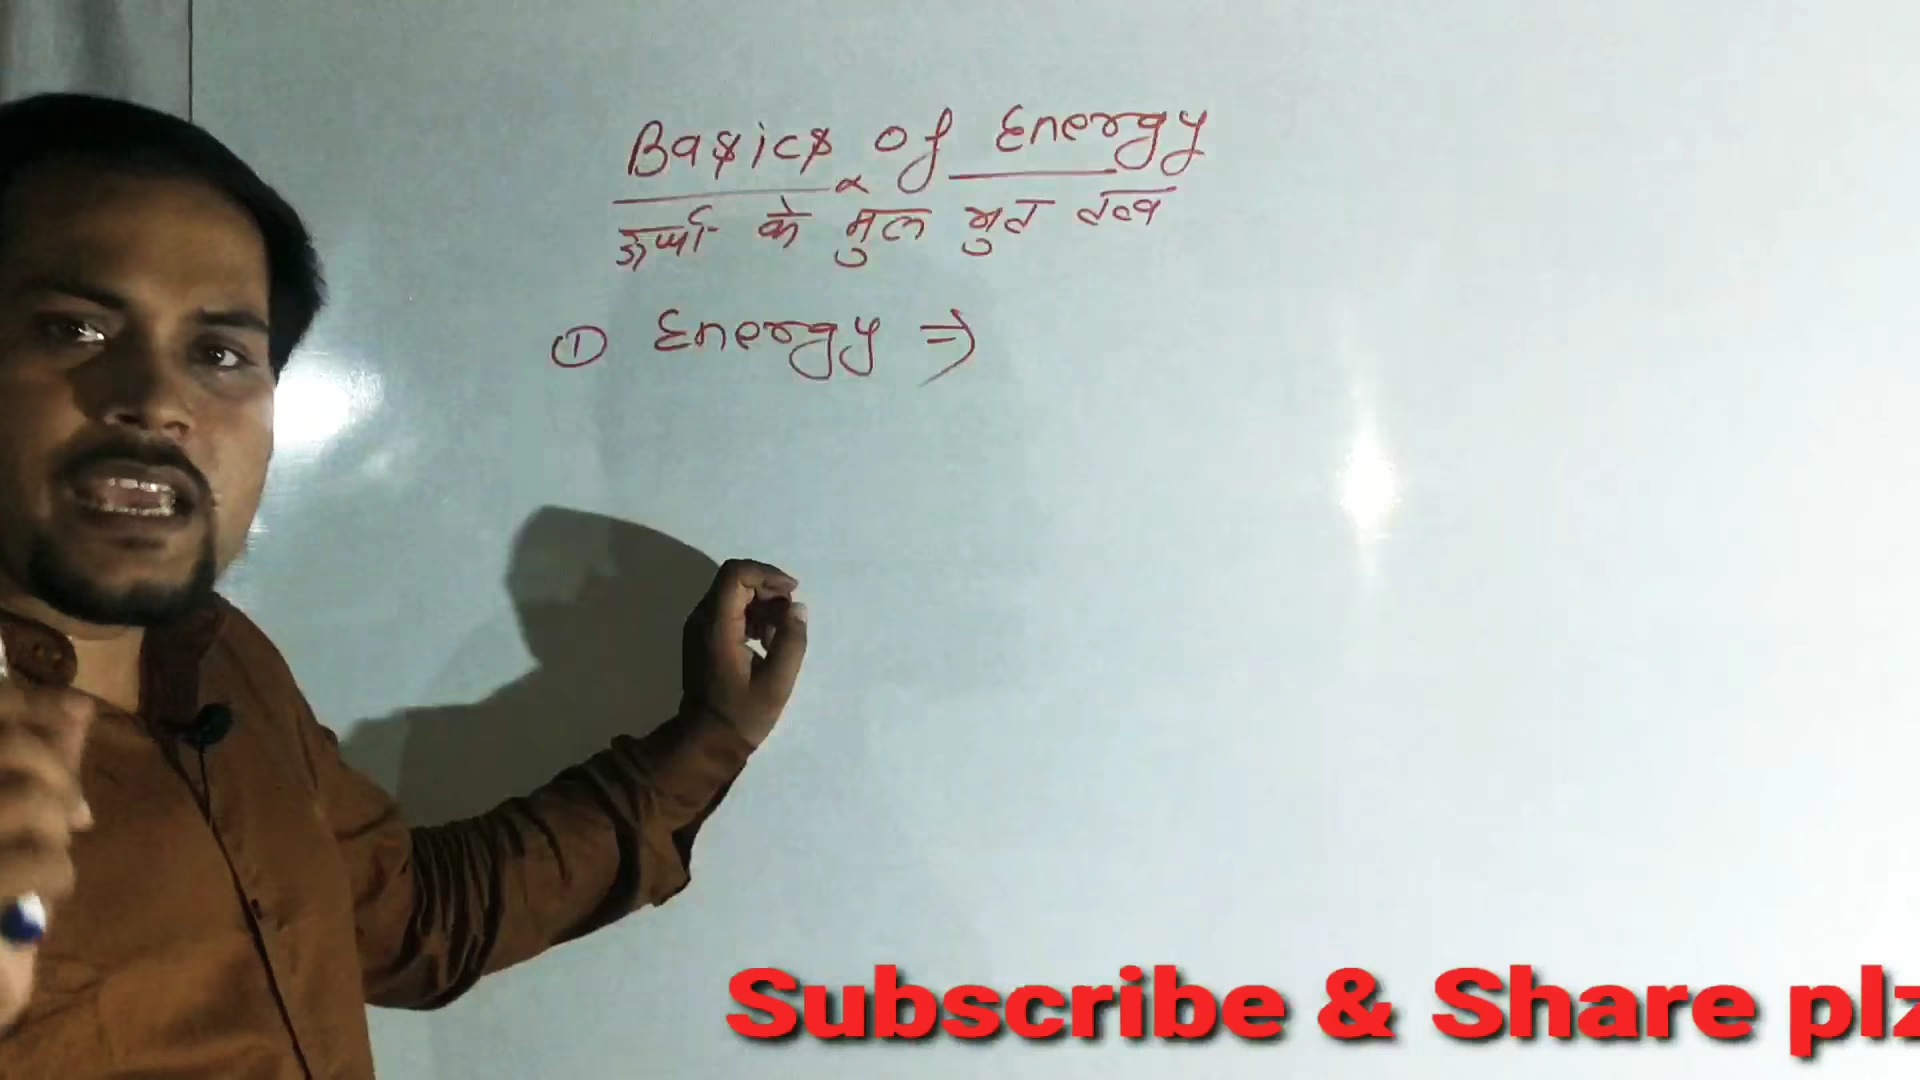 Basics of Energy
ऊर्जा के मुल भुत तत्व
① Energy ⇒
Subscribe & Share plz